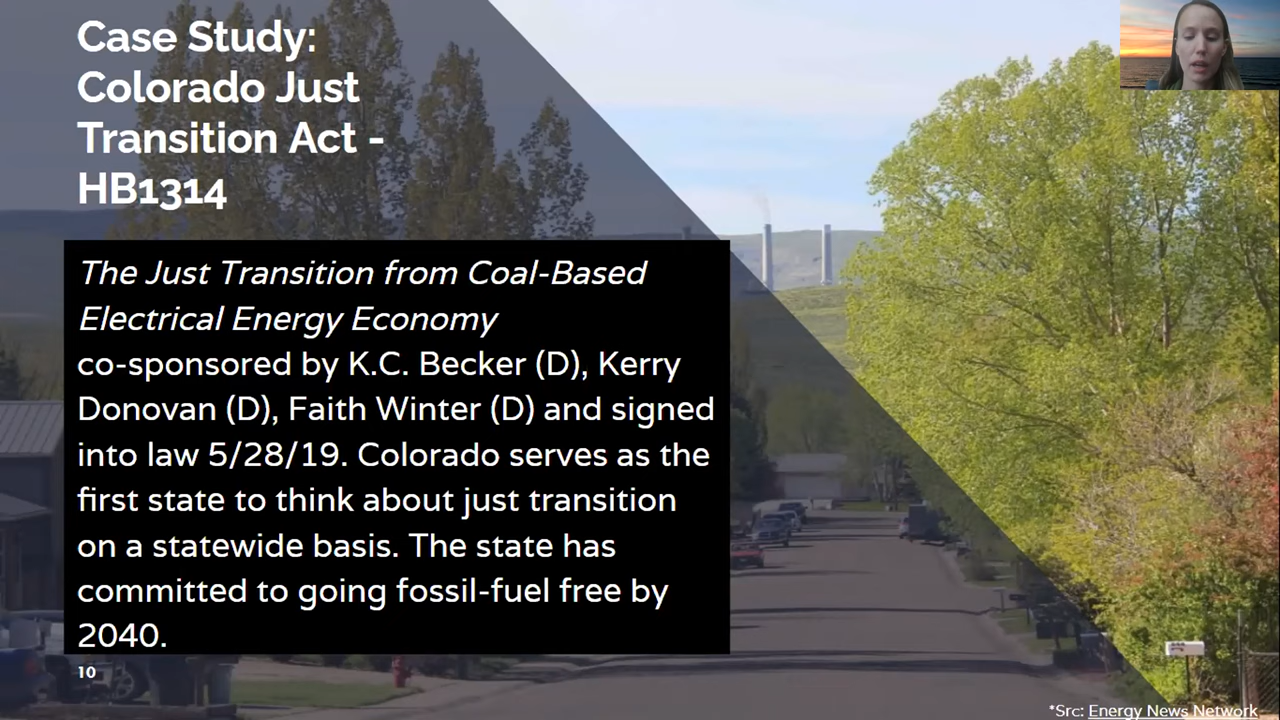 Case Study:
Colorado Just
Transition Act -
HB1314
The Just Transition from Coal-Based
Electrical Energy Economy
co-sponsored by K.C. Becker (D), Kerry
Donovan (D), Faith Winter (D) and signed
into law 5/28/19. Colorado serves as the
first state to think about just transition
on a statewide basis. The state has
committed to going fossil-fuel free by
2040.
10
*Src: Energy News Network